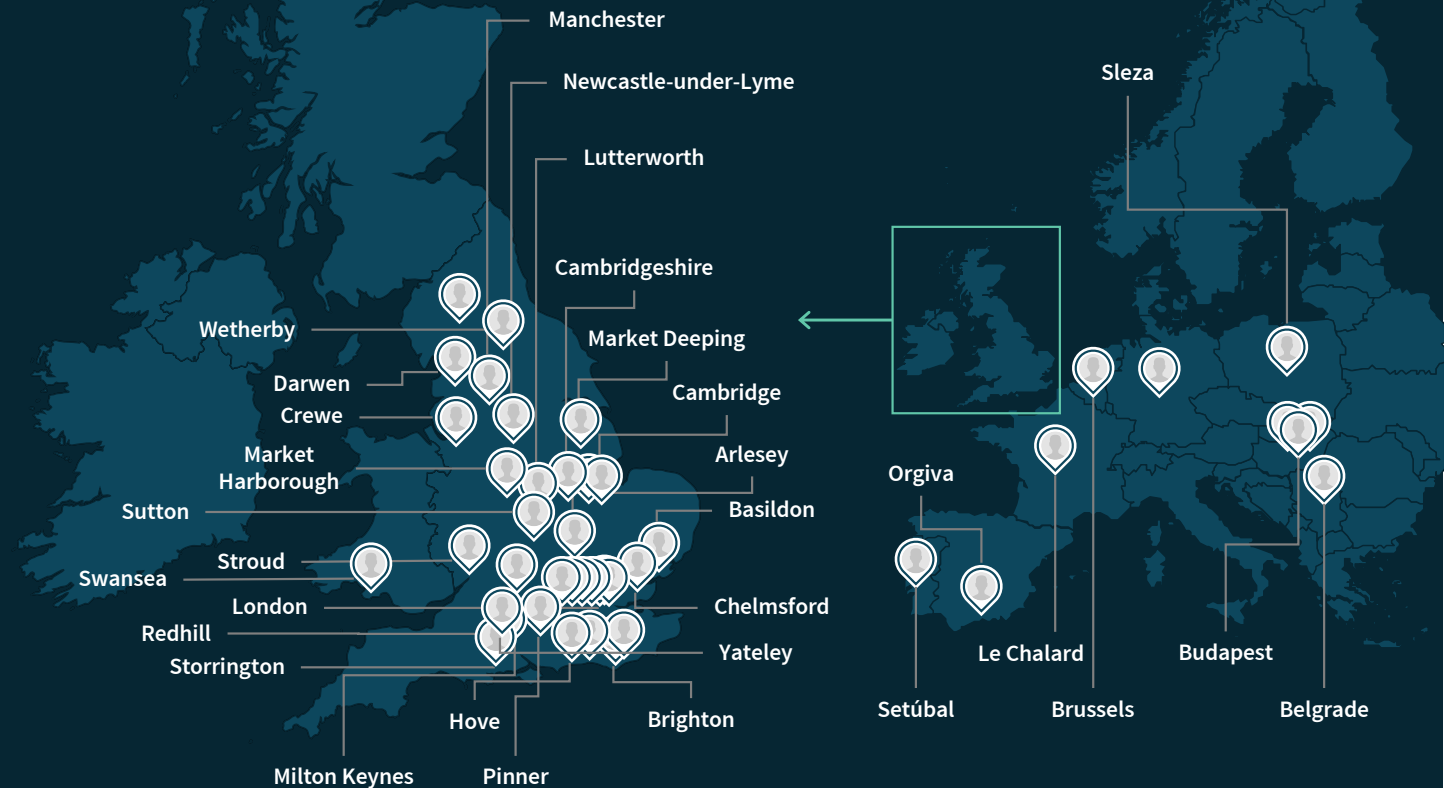 Manchester
Newcastle-under-Lyme
Lutterworth
Cambridgeshire
Market Deeping
Cambridge
Arlesey
Basildon
Wetherby
Darwen
Crewe
Market
Harborough
Sutton
Stroud
Swansea
London
Redhill
Storrington
Chelmsford
Yateley
Hove
Brighton
Milton Keynes
Pinner
Sleza
Orgiva
Le Chalard
Budapest
Setúbal
Brussels
Belgrade